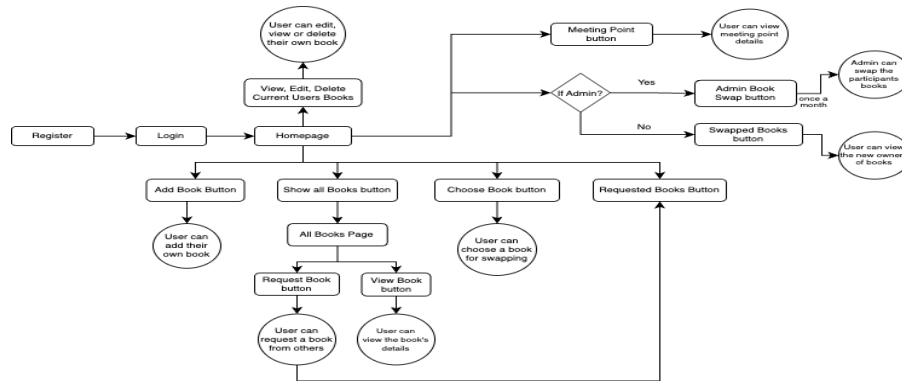 User can edit,
view or delete
their own book
Meeting Point
button
User can view
meeting point
details
View, Edit, Delete
Current Users Books
If Admin?
Yes
Admin Book
Swap button
once a
month
Admin can
swap the
participants
books
Register
Login
Homepage
No
Swapped Books
button
User can view
the new owner
of books
Add Book Button
Show all Books button
Choose Book button
Requested Books Button
User can
add their
own book
All Books Page
User can
choose a book
for swapping
Request Book
button
View Book
button
User can
request a book
from others
User can
view the book's
details